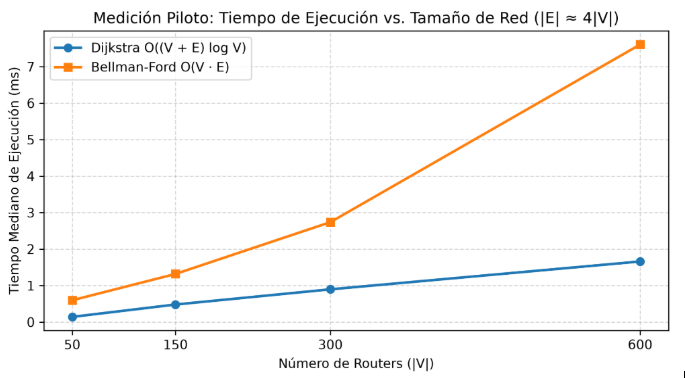 Medición Piloto: Tiempo de Ejecución vs. Tamaño de Red (|E| ≈ 4|V|)
Dijkstra O((V + E) log V)
Bellman-Ford O(V · E)
Tiempo Mediano de Ejecución (ms)
7
6
5
4
3
2
1
0
50
150
300
600
Número de Routers (|V|)